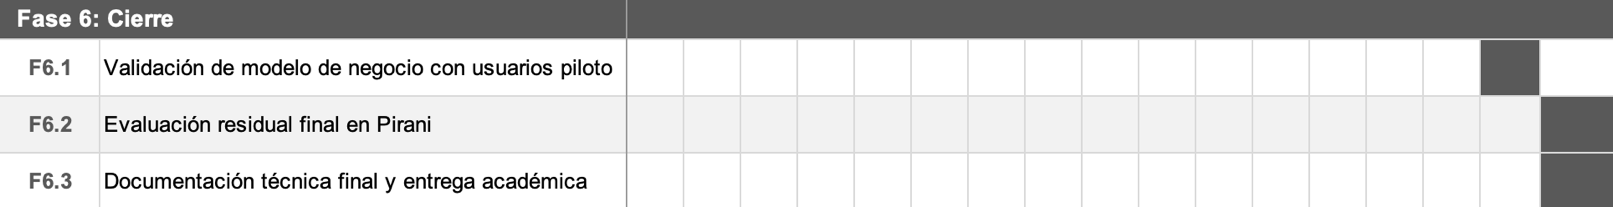 Fase 6: Cierre
F6.1 Validación de modelo de negocio con usuarios piloto
F6.2 Evaluación residual final en Pirani
F6.3 Documentación técnica final y entrega académica